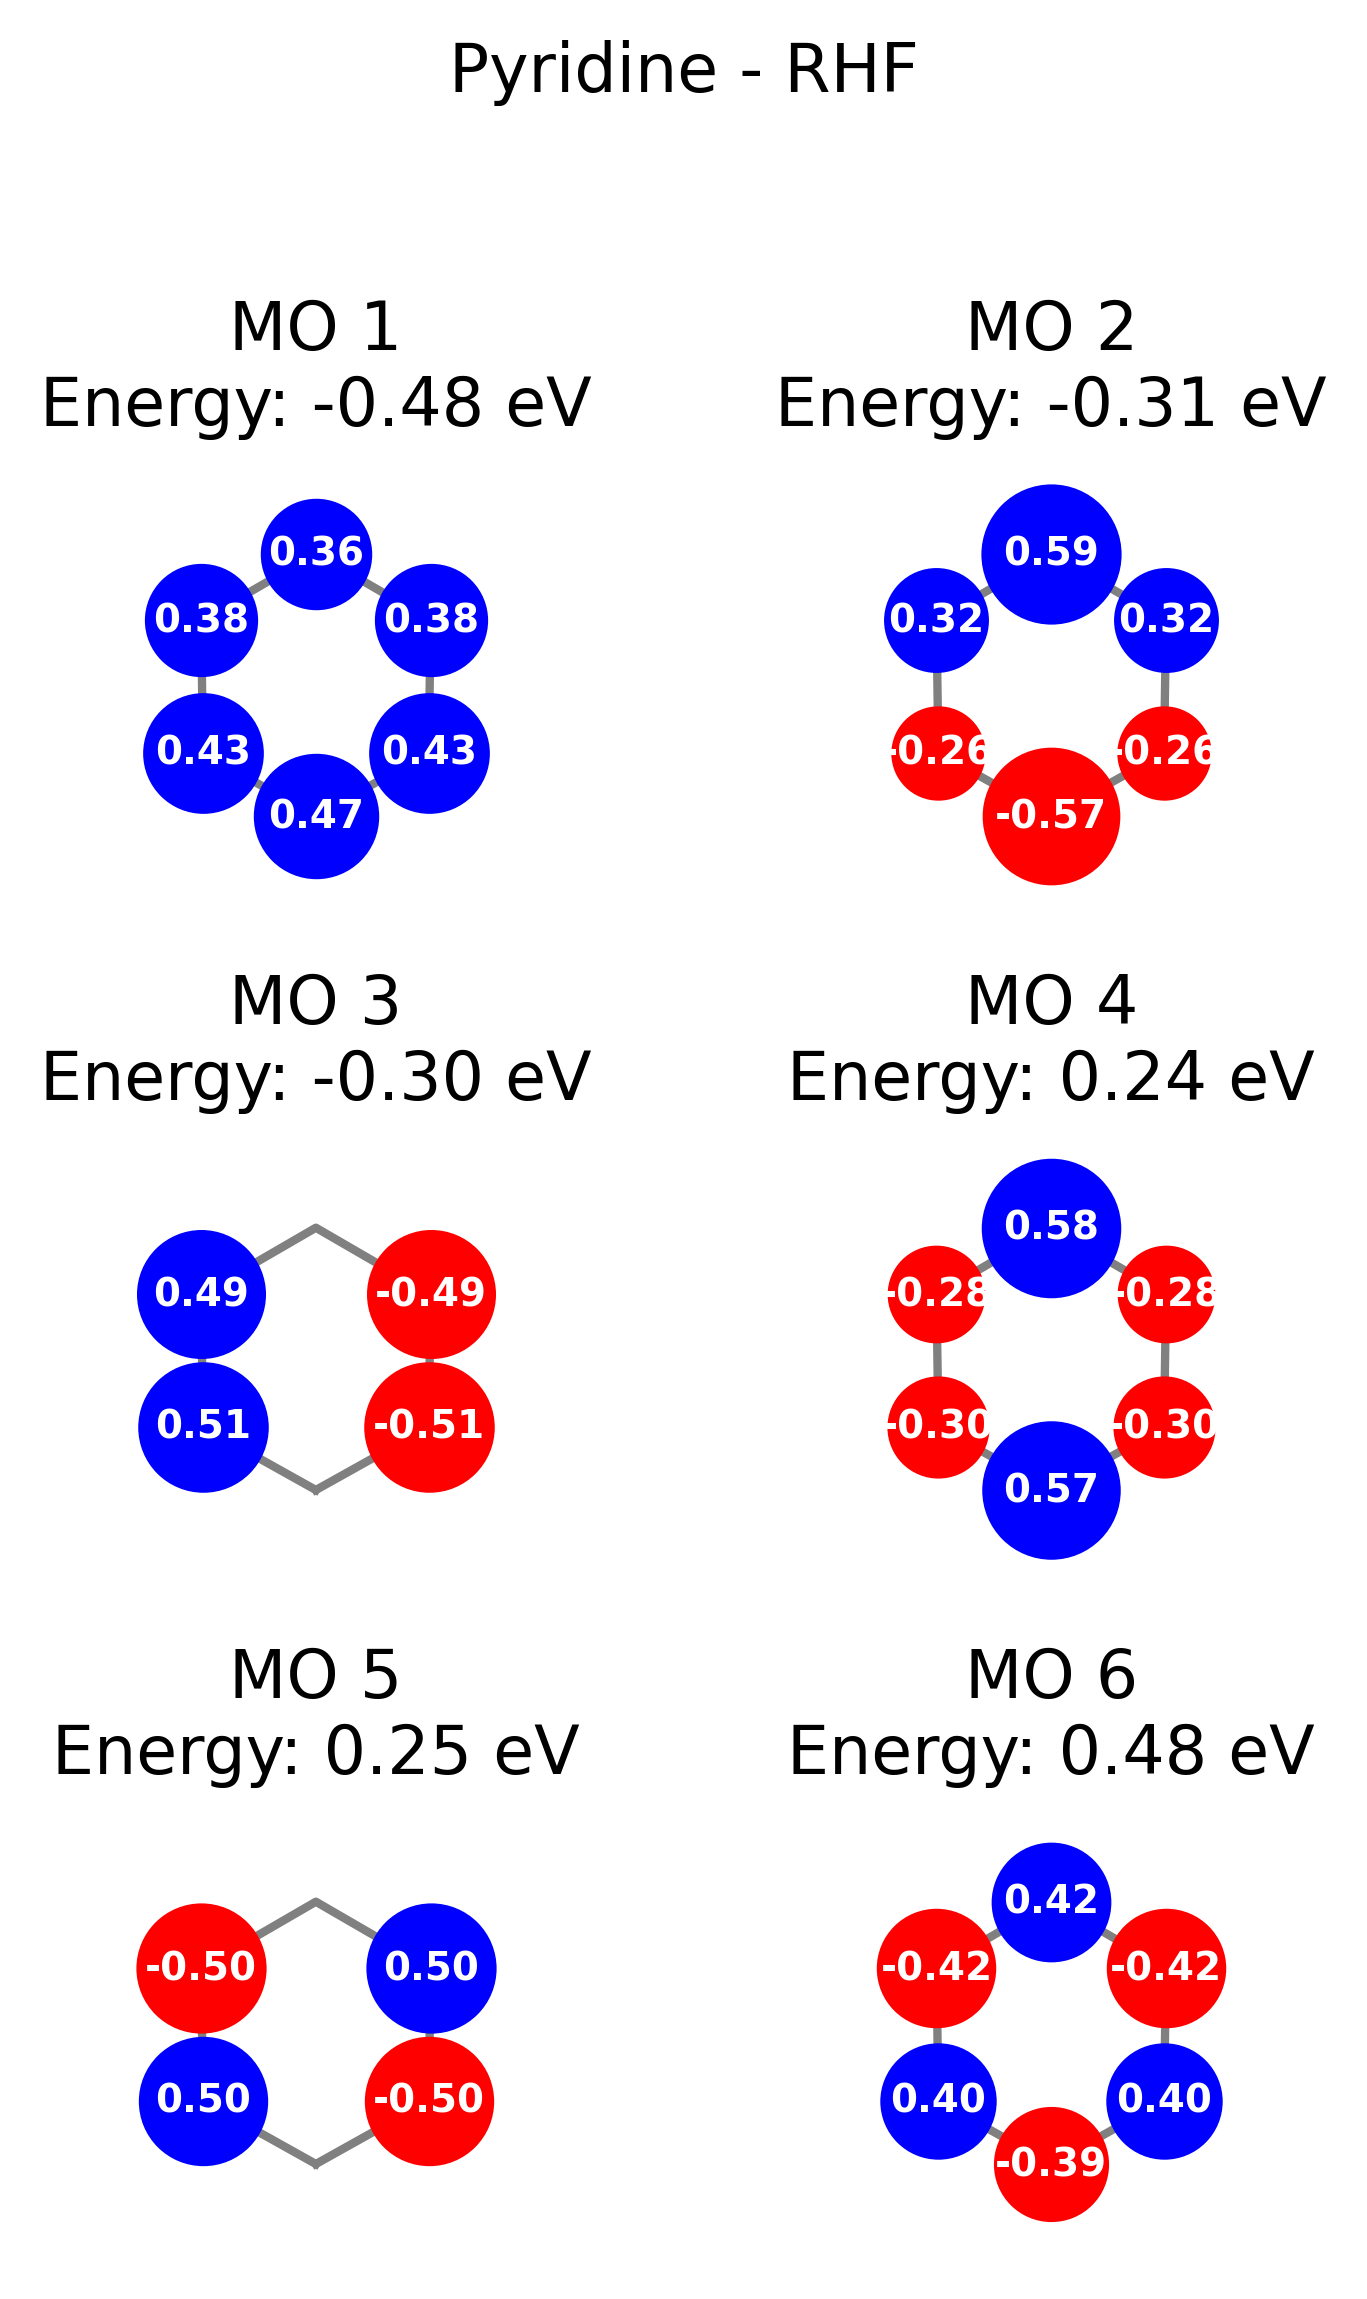 Pyridine - RHF
MO 1
Energy: -0.48 eV
MO 2
Energy: -0.31 eV
0.36
0.38 0.38
0.43 0.43
0.47
0.59
0.32 0.32
-0.26 -0.26
-0.57
MO 3
Energy: -0.30 eV
MO 4
Energy: 0.24 eV
0.49 -0.49
0.51 -0.51
0.58
-0.28 -0.28
-0.30 -0.30
0.57
MO 5
Energy: 0.25 eV
MO 6
Energy: 0.48 eV
-0.50 0.50
0.50 -0.50
0.42
-0.42 -0.42
0.40 0.40
-0.39